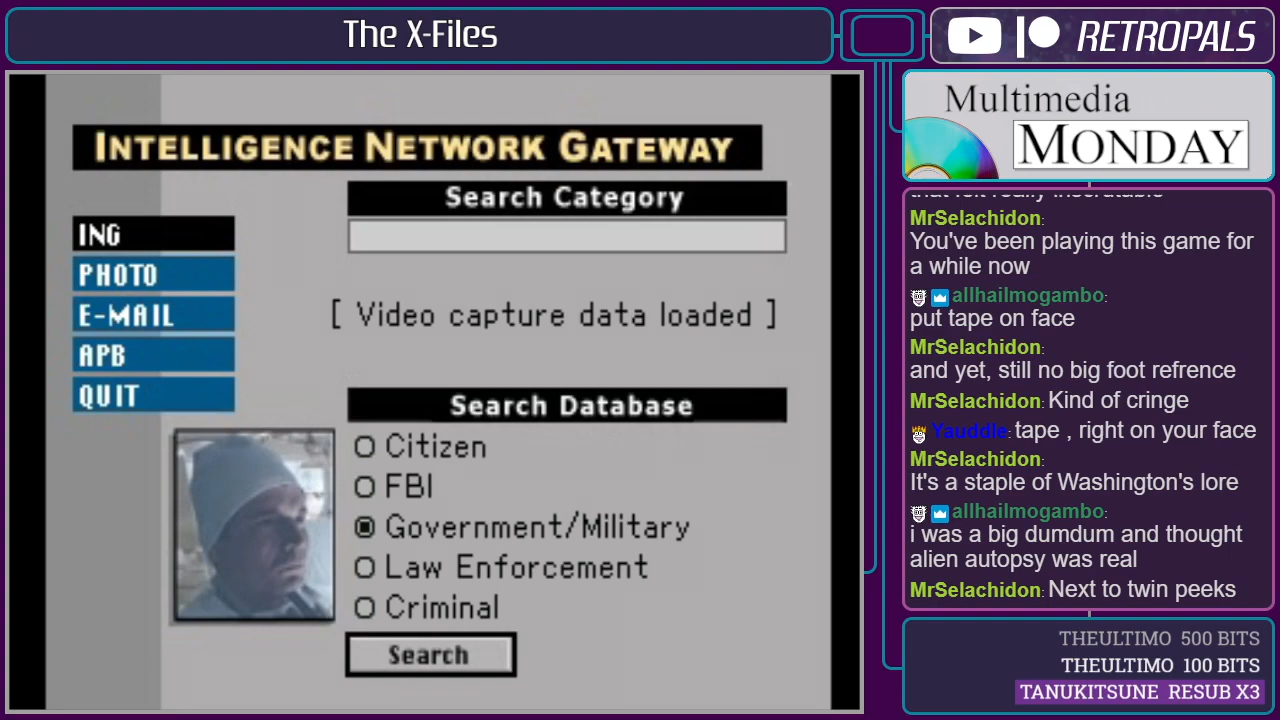 The X-Files
RETROPALS
Multimedia
MONDAY
INTELLIGENCE NETWORK GATEWAY
Search Category
ING
PHOTO
E-MAIL
APB
QUIT
[ Video capture data loaded ]
Search Database
Citizen
FBI
Government/Military
Law Enforcement
Criminal
Search
MrSelachidon:
You've been playing this game for
a while now
allhailmogambo:
put tape on face
MrSelachidon:
and yet, still no big foot refrence
MrSelachidon: Kind of cringe
Yauddle: tape , right on your face
MrSelachidon:
It's a staple of Washington's lore
allhailmogambo:
i was a big dumdum and thought
alien autopsy was real
MrSelachidon: Next to twin peeks
THEULTIMO 500 BITS
THEULTIMO 100 BITS
TANUKITSUNE RESUB X3